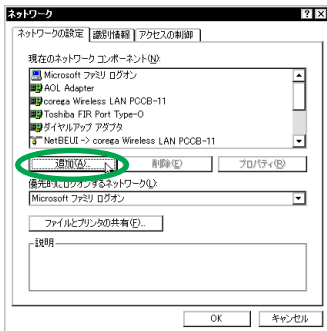 ネットワーク
ネットワークの設定 識別情報 アクセスの制御
現在のネットワーク コンポーネント(N):
Microsoft ファミリ ログオン
AOL Adapter
corega Wireless LAN PCCB-11
Toshiba FIR Port Type-O
ダイヤルアップ アダプタ
NetBEUI -> corega Wireless LAN PCCB-11
追加(A)... 削除(E) プロパティ(R)
優先的にログオンするネットワーク(L):
Microsoft ファミリ ログオン
ファイルとプリンタの共有(F)...
説明
OK キャンセル